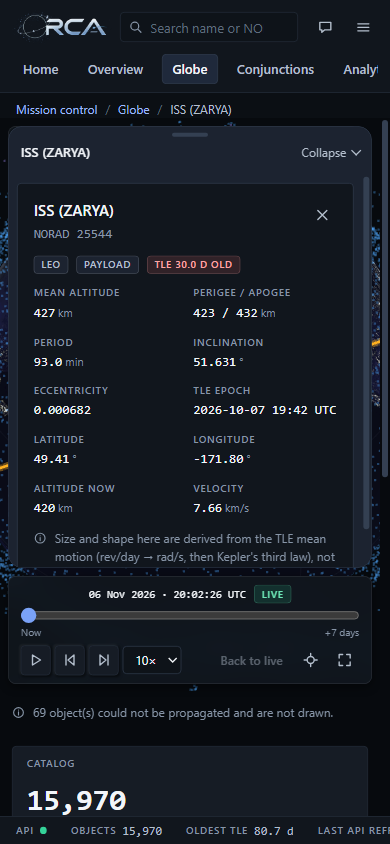 ORCA
Search name or NO
Home Overview Globe Conjunctions Analy
Mission control / Globe / ISS (ZARYA)
ISS (ZARYA) Collapse
ISS (ZARYA)
NORAD 25544
LEO PAYLOAD TLE 30.0 D OLD
MEAN ALTITUDE PERIGEE / APOGEE
427 km 423 / 432 km
PERIOD INCLINATION
93.0 min 51.631 °
ECCENTRICITY TLE EPOCH
0.000682 2026-10-07 19:42 UTC
LATITUDE LONGITUDE
49.41 ° -171.80 °
ALTITUDE NOW VELOCITY
420 km 7.66 km/s
Size and shape here are derived from the TLE mean
motion (rev/day → rad/s, then Kepler's third law), not
06 Nov 2026 · 20:02:26 UTC LIVE
Now +7 days
10× Back to live
69 object(s) could not be propagated and are not drawn.
CATALOG
15,970
API OBJECTS 15,970 OLDEST TLE 80.7 d LAST API REF